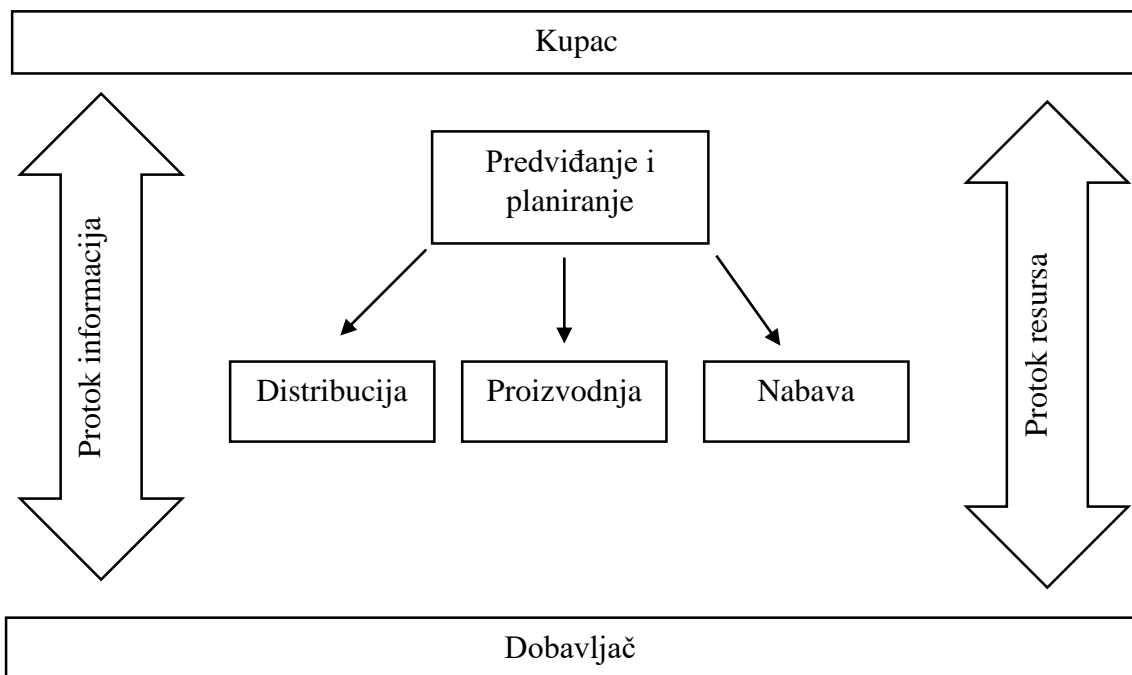 Kupac
Predviđanje i
planiranje
Protok informacija
Protok resursa
Distribucija
Proizvodnja
Nabava
Dobavljač